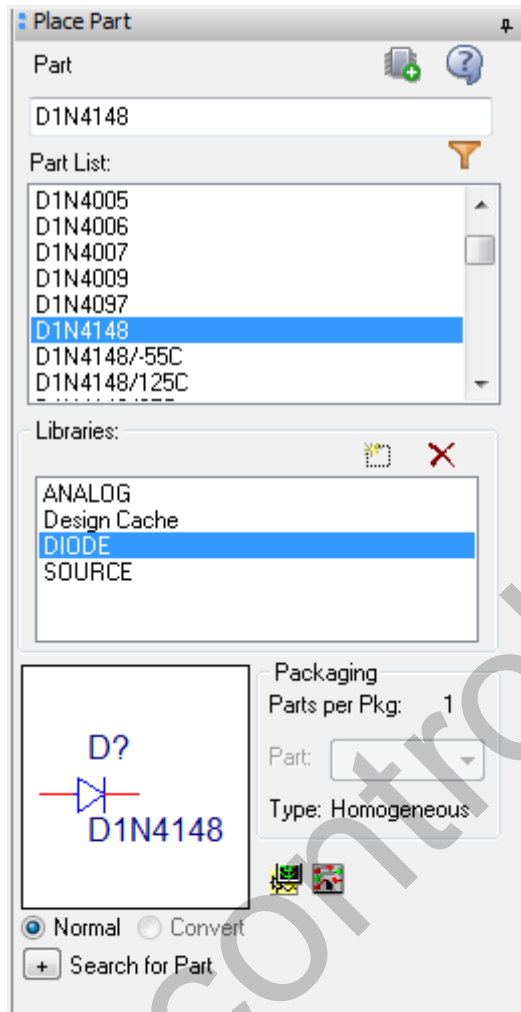 Place Part
Part
D1N4148
Part List:
D1N4005
D1N4006
D1N4007
D1N4009
D1N4097
D1N4148
D1N4148/-55C
D1N4148/125C
Libraries:
ANALOG
Design Cache
DIODE
SOURCE
D?
D1N4148
Packaging
Parts per Pkg: 1
Part:
Type: Homogeneous
Normal Convert
+ Search for Part
control